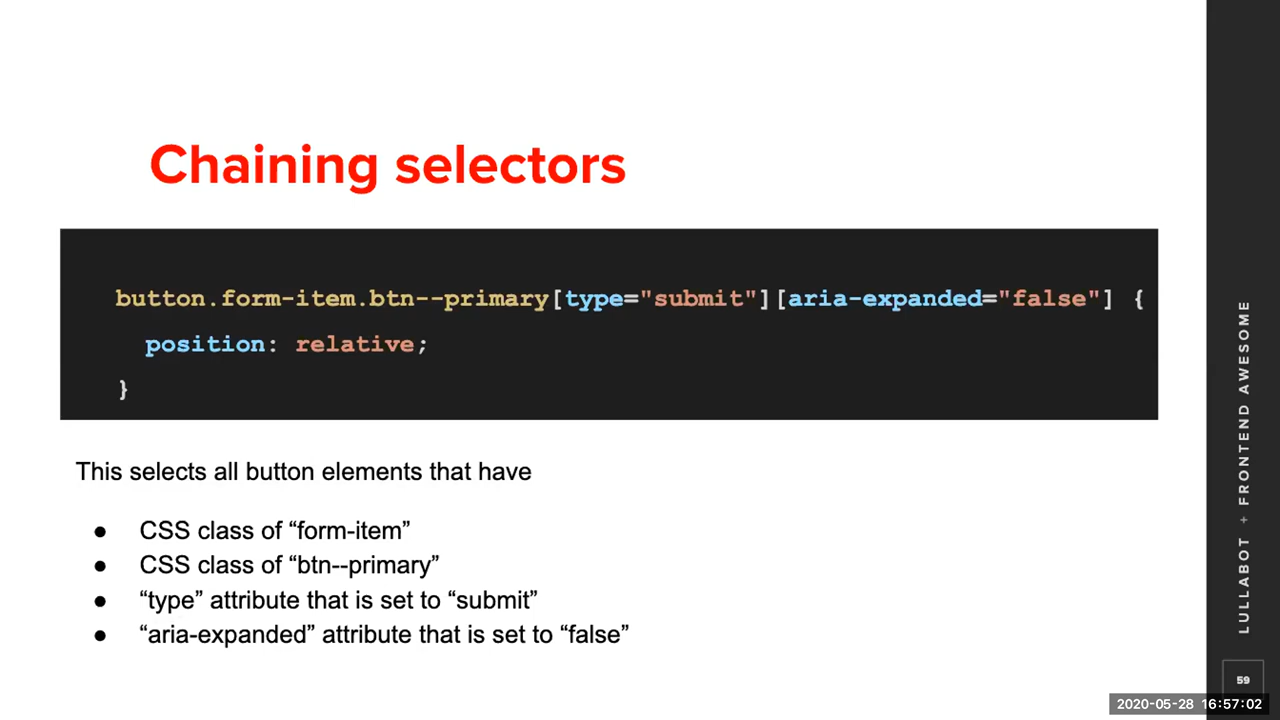 Chaining selectors
button.form-item.btn--primary[type="submit"][aria-expanded="false"] {
position: relative;
}
This selects all button elements that have
● CSS class of “form-item”
● CSS class of “btn--primary”
● “type” attribute that is set to “submit”
● “aria-expanded” attribute that is set to “false”
LULLABOT + FRONTEND AWESOME
59
2020-05-28 16:57:02